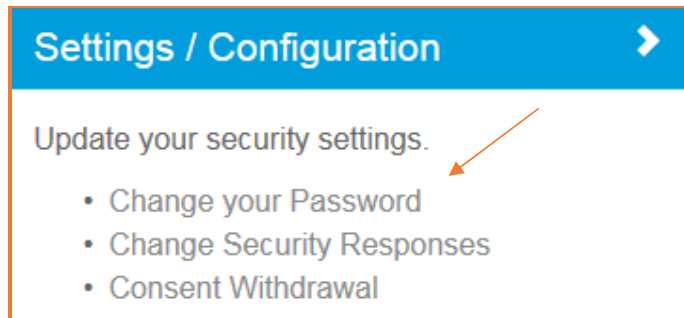 Settings / Configuration
Update your security settings.
• Change your Password
• Change Security Responses
• Consent Withdrawal